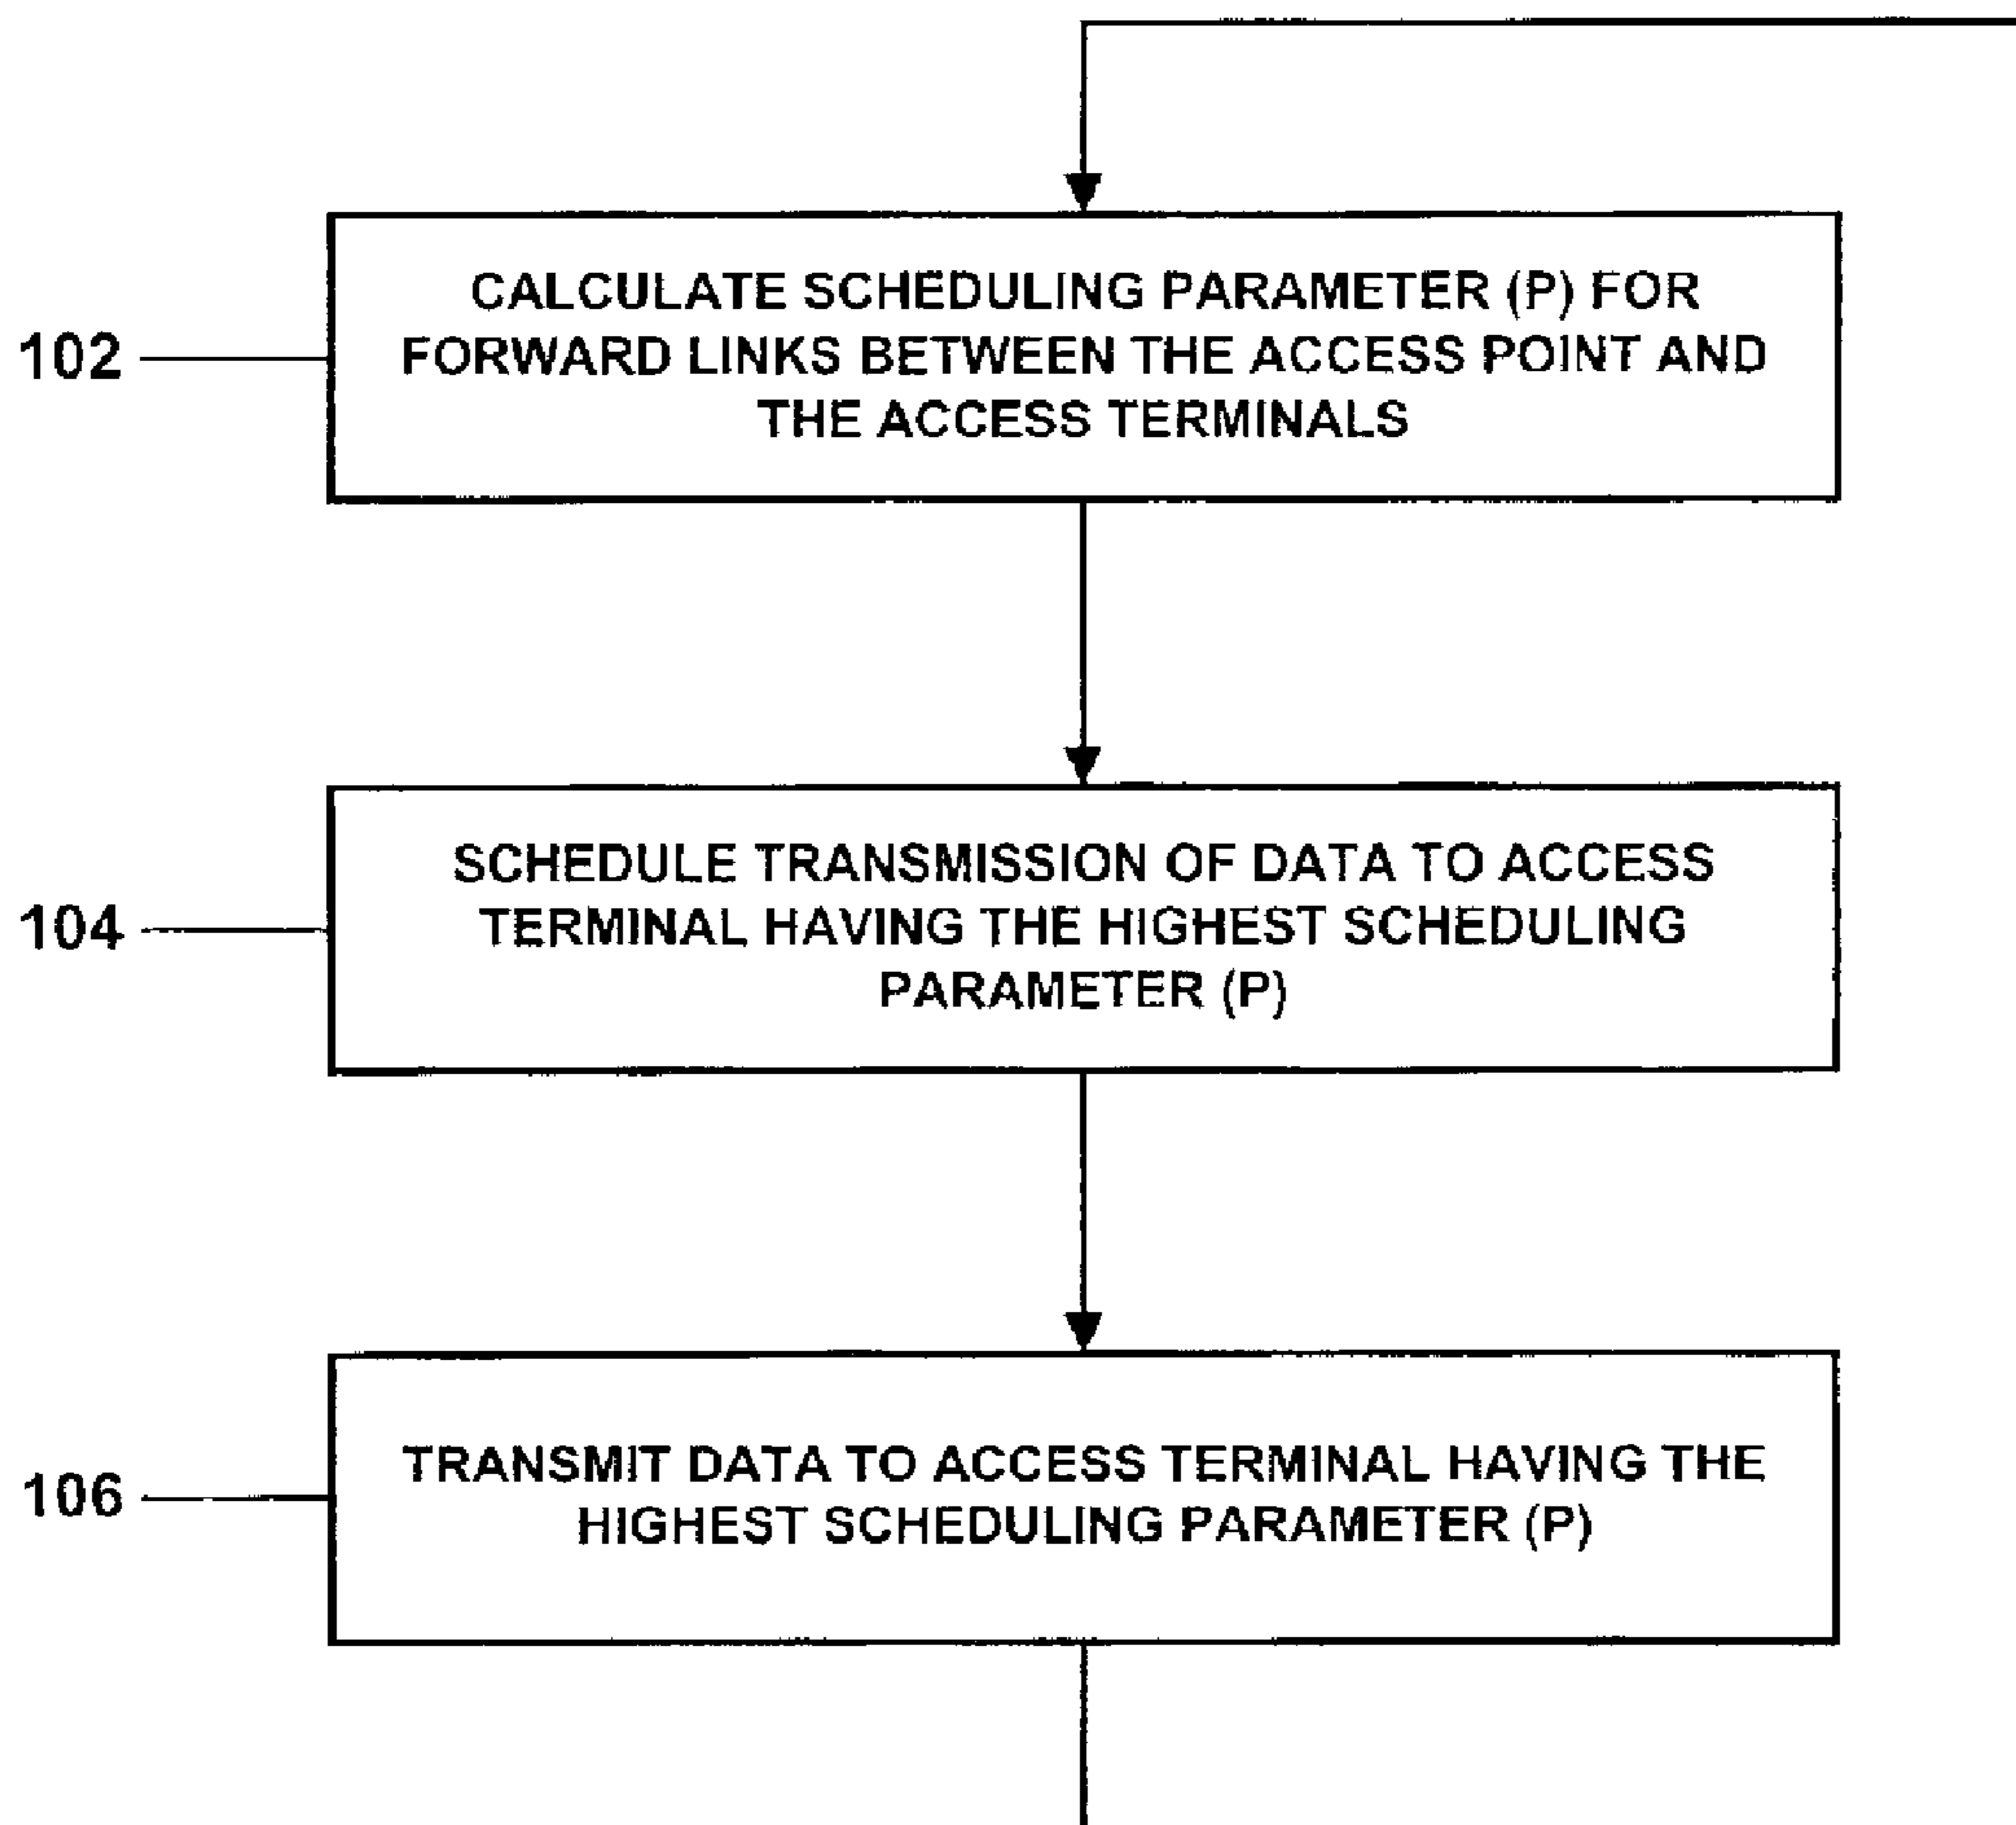 CALCULATE SCHEDULING PARAMETER (P) FOR
102
FORWARD LINKS BETWEEN THE ACCESS POINT AND
THE ACCESS TERMINALS
SCHEDULE TRANSMISSION OF DATA TO ACCESS
104
TERMINAL HAVING THE HIGHEST SCHEDULING
PARAMETER (P)
TRANSMIT DATA TO ACCESS TERMINAL HAVING THE
106
HIGHEST SCHEDULING PARAMETER (P)